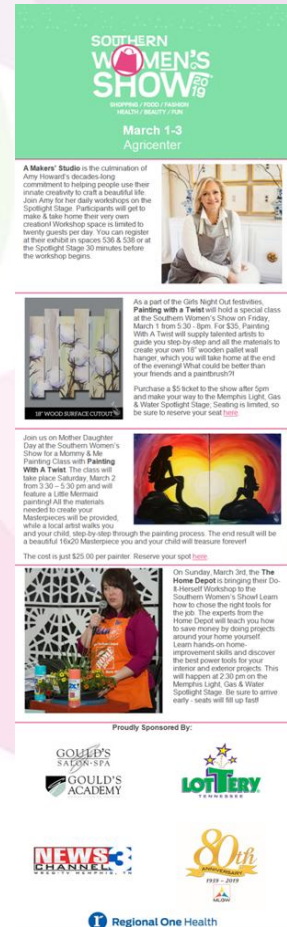 SOUTHERN
WOMEN'S
SHOW 2019
SHOPPING / FOOD / FASHION
HEALTH / BEAUTY / FUN
March 1-3
Agricenter
A Makers' Studio is the culmination of
Amy Howard's decades-long
commitment to helping people use their
innate creativity to craft a beautiful life.
Join Amy for her daily workshops on the
Spotlight Stage. Participants will get to
make & take home their very own
creation! Workshop space is limited to
twenty guests per day. You can register
at their exhibit in spaces 536 & 538 or at
the Spotlight Stage 30 minutes before
the workshop begins.
18" WOOD SURFACE CUTOUT
As a part of the Girls Night Out festivities,
Painting with a Twist will hold a special class
at the Southern Women's Show on Friday,
March 1 from 5:30 - 8pm. For $35, Painting
With A Twist will supply talented artists to
guide you step-by-step and all the materials to
create your own 18" wooden pallet wall
hanger, which you will take home at the end
of the evening! What could be better than
your friends and a paintbrush?!
Purchase a $5 ticket to the show after 5pm
and make your way to the Memphis Light, Gas
& Water Spotlight Stage; Seating is limited, so
be sure to reserve your seat here.
Join us on Mother Daughter
Day at the Southern Women's
Show for a Mommy & Me
Painting Class with Painting
With A Twist. The class will
take place Saturday, March 2
from 3:30 – 5:30 pm and will
feature a Little Mermaid
painting! All the materials
needed to create your
Masterpieces will be provided,
while a local artist walks you
and your child, step-by-step through the painting process. The end result will be
a beautiful 16x20 Masterpiece you and your child will treasure forever!
The cost is just $25.00 per painter. Reserve your spot here.
On Sunday, March 3rd, the The
Home Depot is bringing their Do-
It-Herself Workshop to the
Southern Women's Show! Learn
how to chose the right tools for
the job. The experts from the
Home Depot will teach you how
to save money by doing projects
around your home yourself.
Learn hands-on home-
improvement skills and discover
the best power tools for your
interior and exterior projects. This
will happen at 2:30 pm on the
Memphis Light, Gas & Water
Spotlight Stage. Be sure to arrive
early - seats will fill up fast!
Proudly Sponsored By:
GOULD'S
SALON·SPA
GOULD'S
ACADEMY
LOTTERY
TENNESSEE
NEWS
CHANNEL 3
WREG-TV MEMPHIS, TN
80th
ANNIVERSARY
1939 – 2019
MLGW
Regional One Health